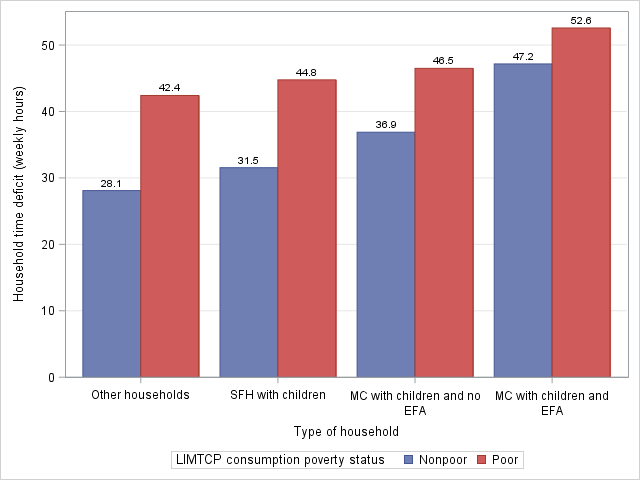 Household time deficit (weekly hours)
50
40
30
20
10
0
28.1
42.4
31.5
44.8
36.9
46.5
47.2
52.6
Other households
SFH with children
MC with children and no
EFA
MC with children and
EFA
Type of household
LIMTCP consumption poverty status Nonpoor Poor